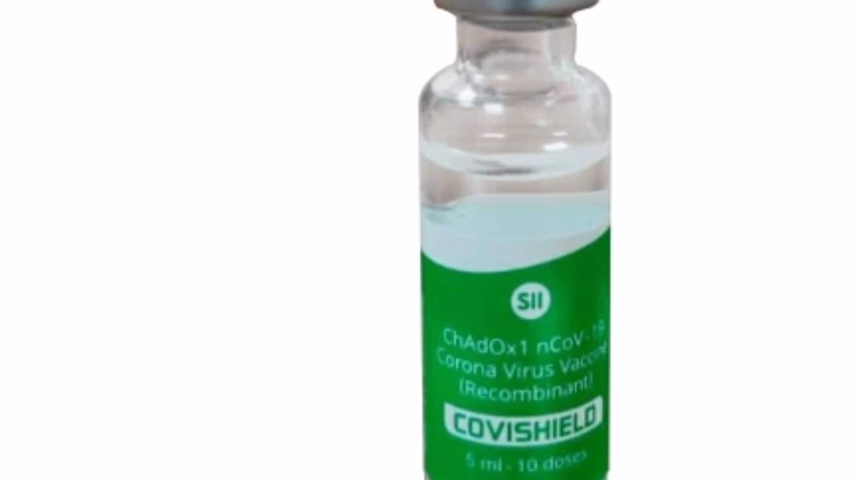 SII
ChAdOx1 nCoV-19
Corona Virus Vaccine
(Recombinant)
COVISHIELD
5 ml - 10 doses